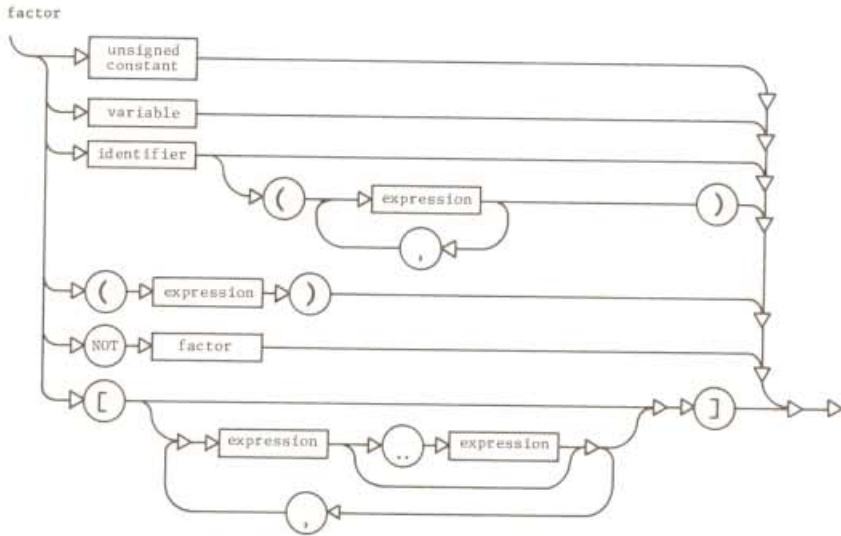 factor
unsigned
constant
variable
identifier
( expression )
,
( expression )
NOT factor
[ ]
expression .. expression
,